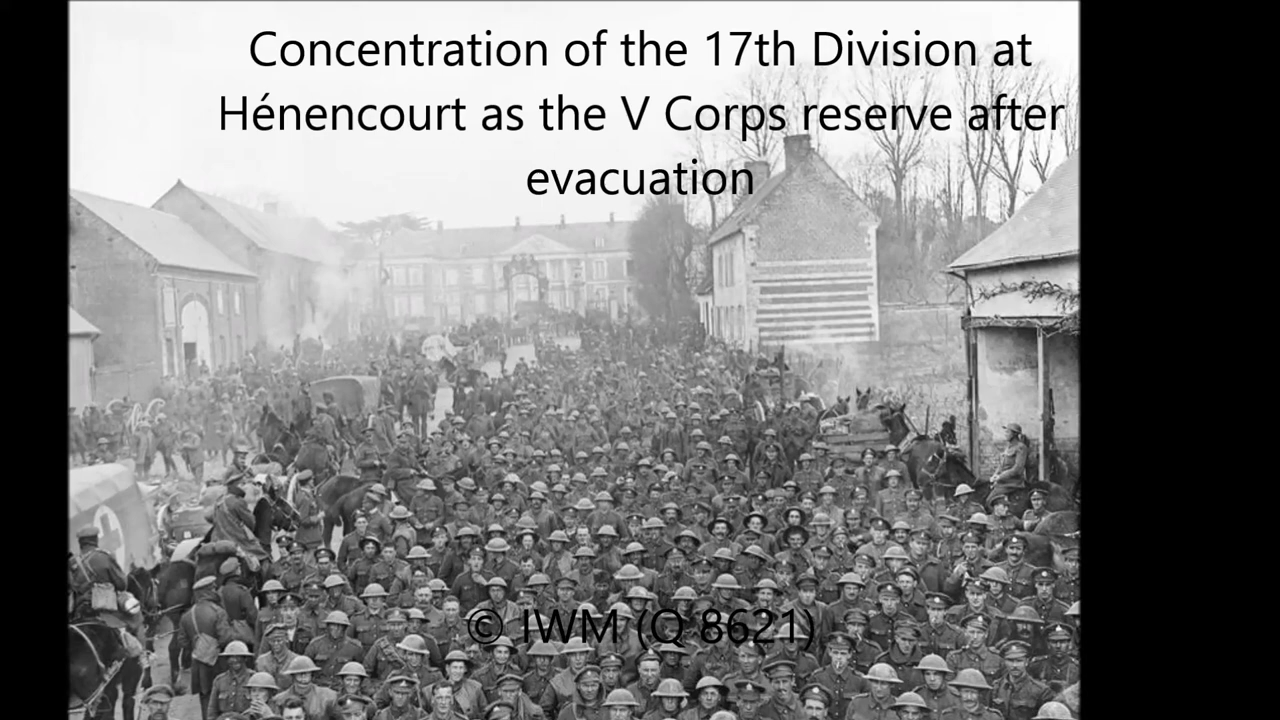 Concentration of the 17th Division at
Hénencourt as the V Corps reserve after
evacuation
© IWM (Q 8621)